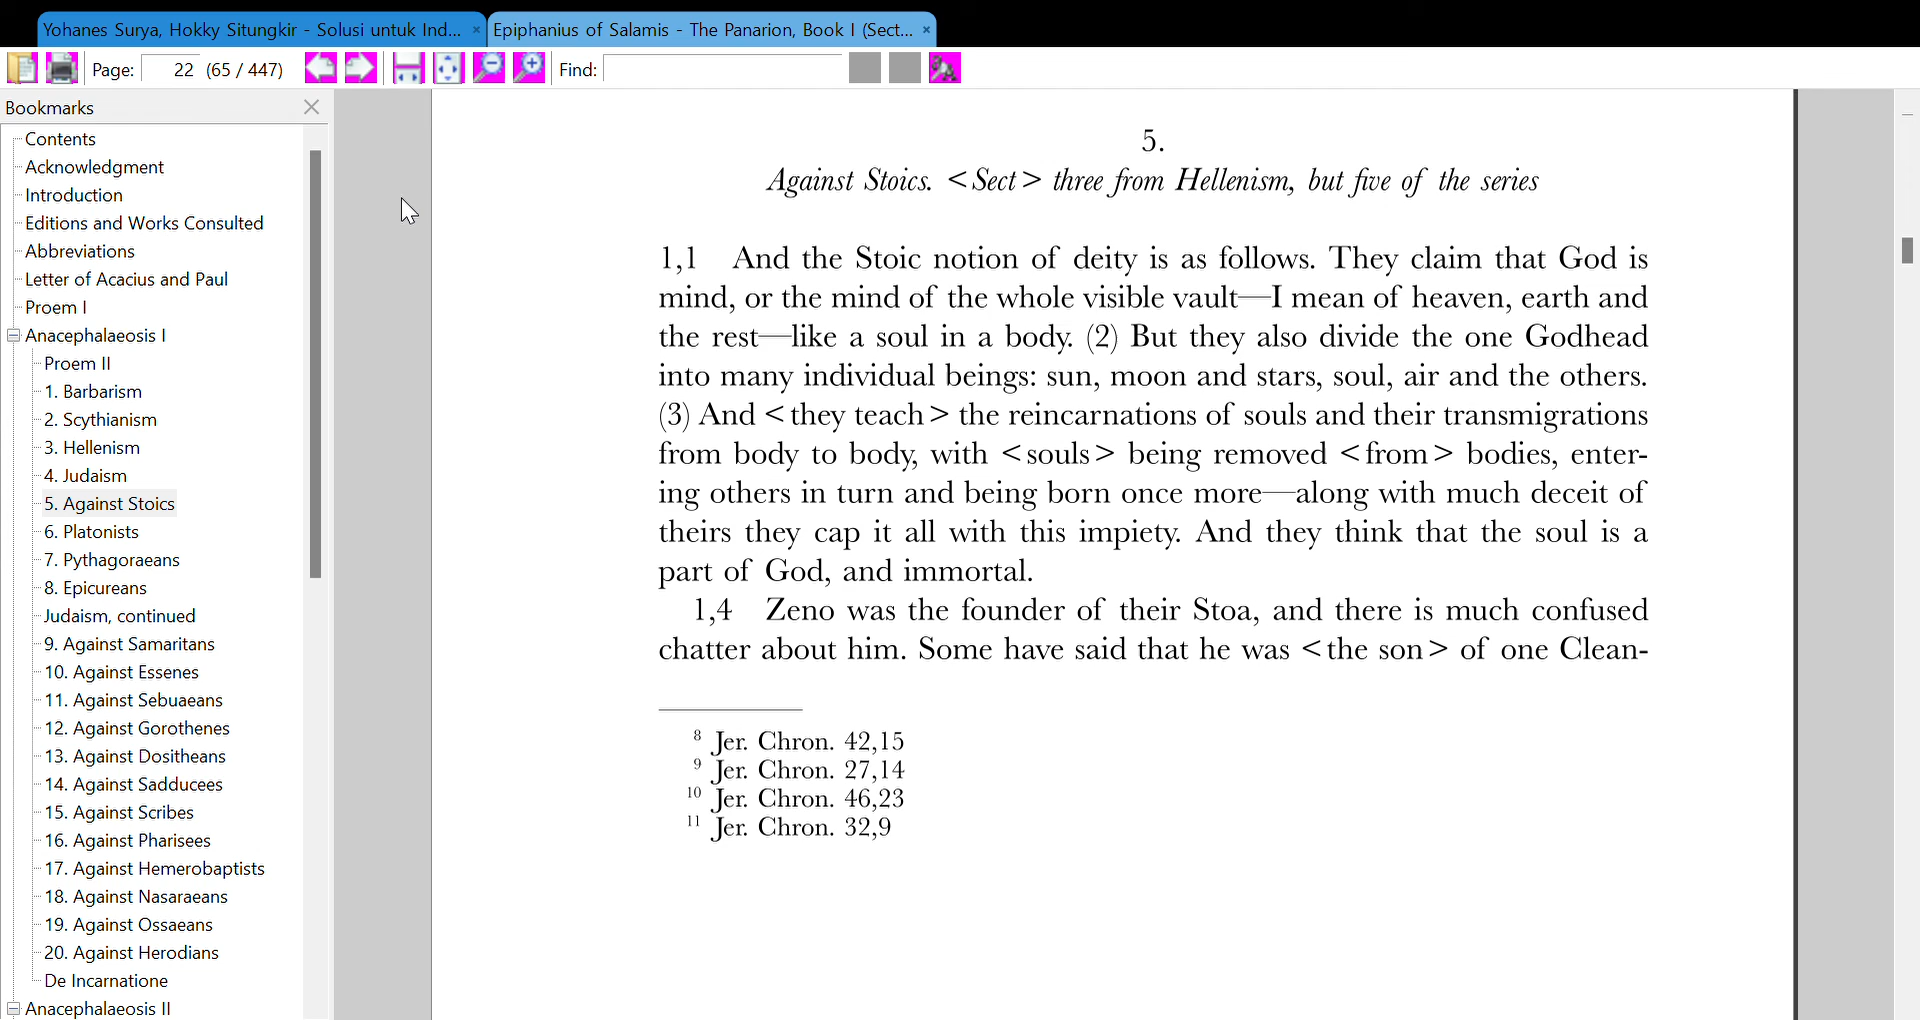 Yohanes Surya, Hokky Situngkir - Solusi untuk Ind... ×
Epiphanius of Salamis - The Panarion, Book I (Sect... ×
Page: 22 (65 / 447) Find:
Bookmarks
Contents
Acknowledgment
Introduction
Editions and Works Consulted
Abbreviations
Letter of Acacius and Paul
Proem I
Anacephalaeosis I
Proem II
1. Barbarism
2. Scythianism
3. Hellenism
4. Judaism
5. Against Stoics
6. Platonists
7. Pythagoraeans
8. Epicureans
Judaism, continued
9. Against Samaritans
10. Against Essenes
11. Against Sebuaeans
12. Against Gorothenes
13. Against Dositheans
14. Against Sadducees
15. Against Scribes
16. Against Pharisees
17. Against Hemerobaptists
18. Against Nasaraeans
19. Against Ossaeans
20. Against Herodians
De Incarnatione
Anacephalaeosis II
5.
Against Stoics. <Sect> three from Hellenism, but five of the series
1,1 And the Stoic notion of deity is as follows. They claim that God is
mind, or the mind of the whole visible vault—I mean of heaven, earth and
the rest—like a soul in a body. (2) But they also divide the one Godhead
into many individual beings: sun, moon and stars, soul, air and the others.
(3) And <they teach> the reincarnations of souls and their transmigrations
from body to body, with <souls> being removed <from> bodies, enter-
ing others in turn and being born once more—along with much deceit of
theirs they cap it all with this impiety. And they think that the soul is a
part of God, and immortal.
1,4 Zeno was the founder of their Stoa, and there is much confused
chatter about him. Some have said that he was <the son> of one Clean-
8 Jer. Chron. 42,15
9 Jer. Chron. 27,14
10 Jer. Chron. 46,23
11 Jer. Chron. 32,9